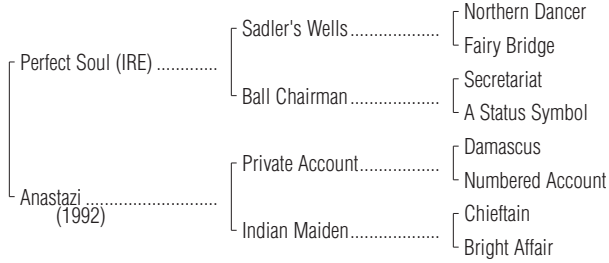 Northern Dancer
Sadler's Wells....................
Fairy Bridge
Perfect Soul (IRE) .............
Secretariat
Ball Chairman....................
A Status Symbol
Damascus
Private Account..................
Numbered Account
Anastazi ............................
(1992)
Chieftain
Indian Maiden....................
Bright Affair